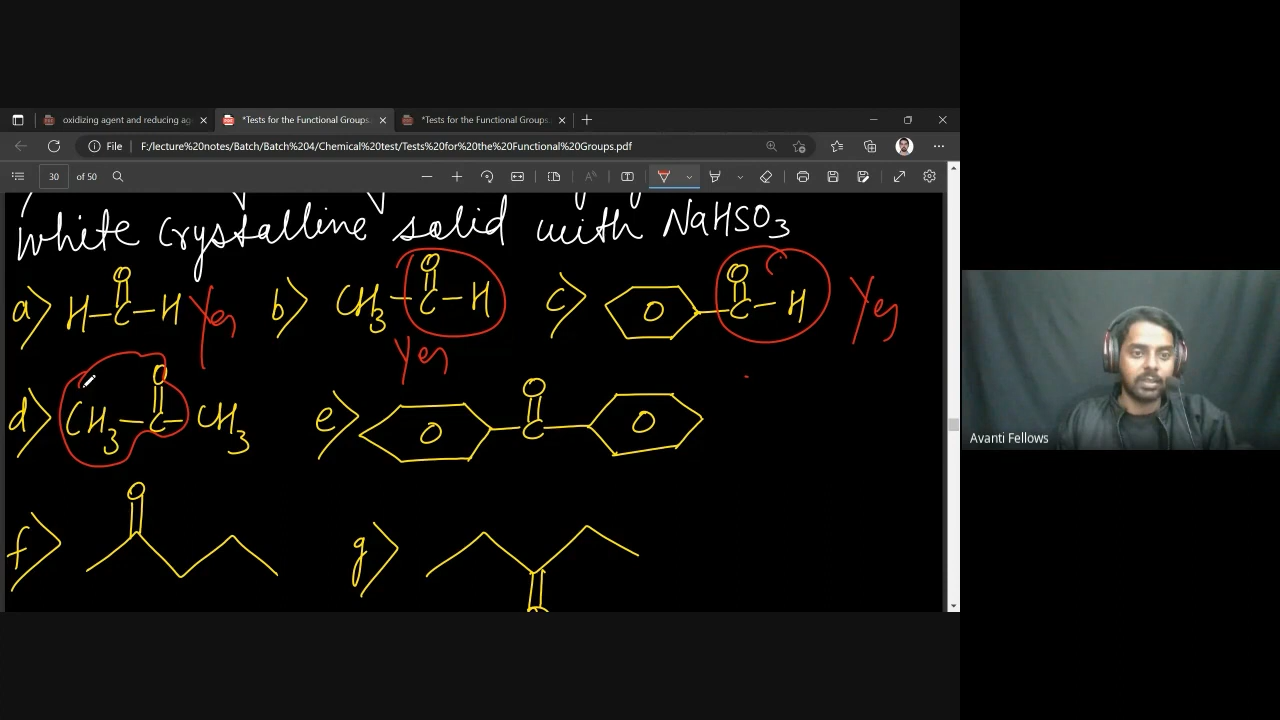 oxidizing agent and reducing ag
*Tests for the Functional Groups.
*Tests for the Functional Groups.
File
F:/lecture%20notes/Batch/Batch%204/Chemical%20test/Tests%20for%20the%20Functional%20Groups.pdf
30 of 50
white crystalline solid with NaHSO3
a) H-C-H Yes b) CH3-C-H c) C-H Yes
O O O
Yes
d) CH3-C-CH3 e) C
O O
f) g)
O
Avanti Fellows